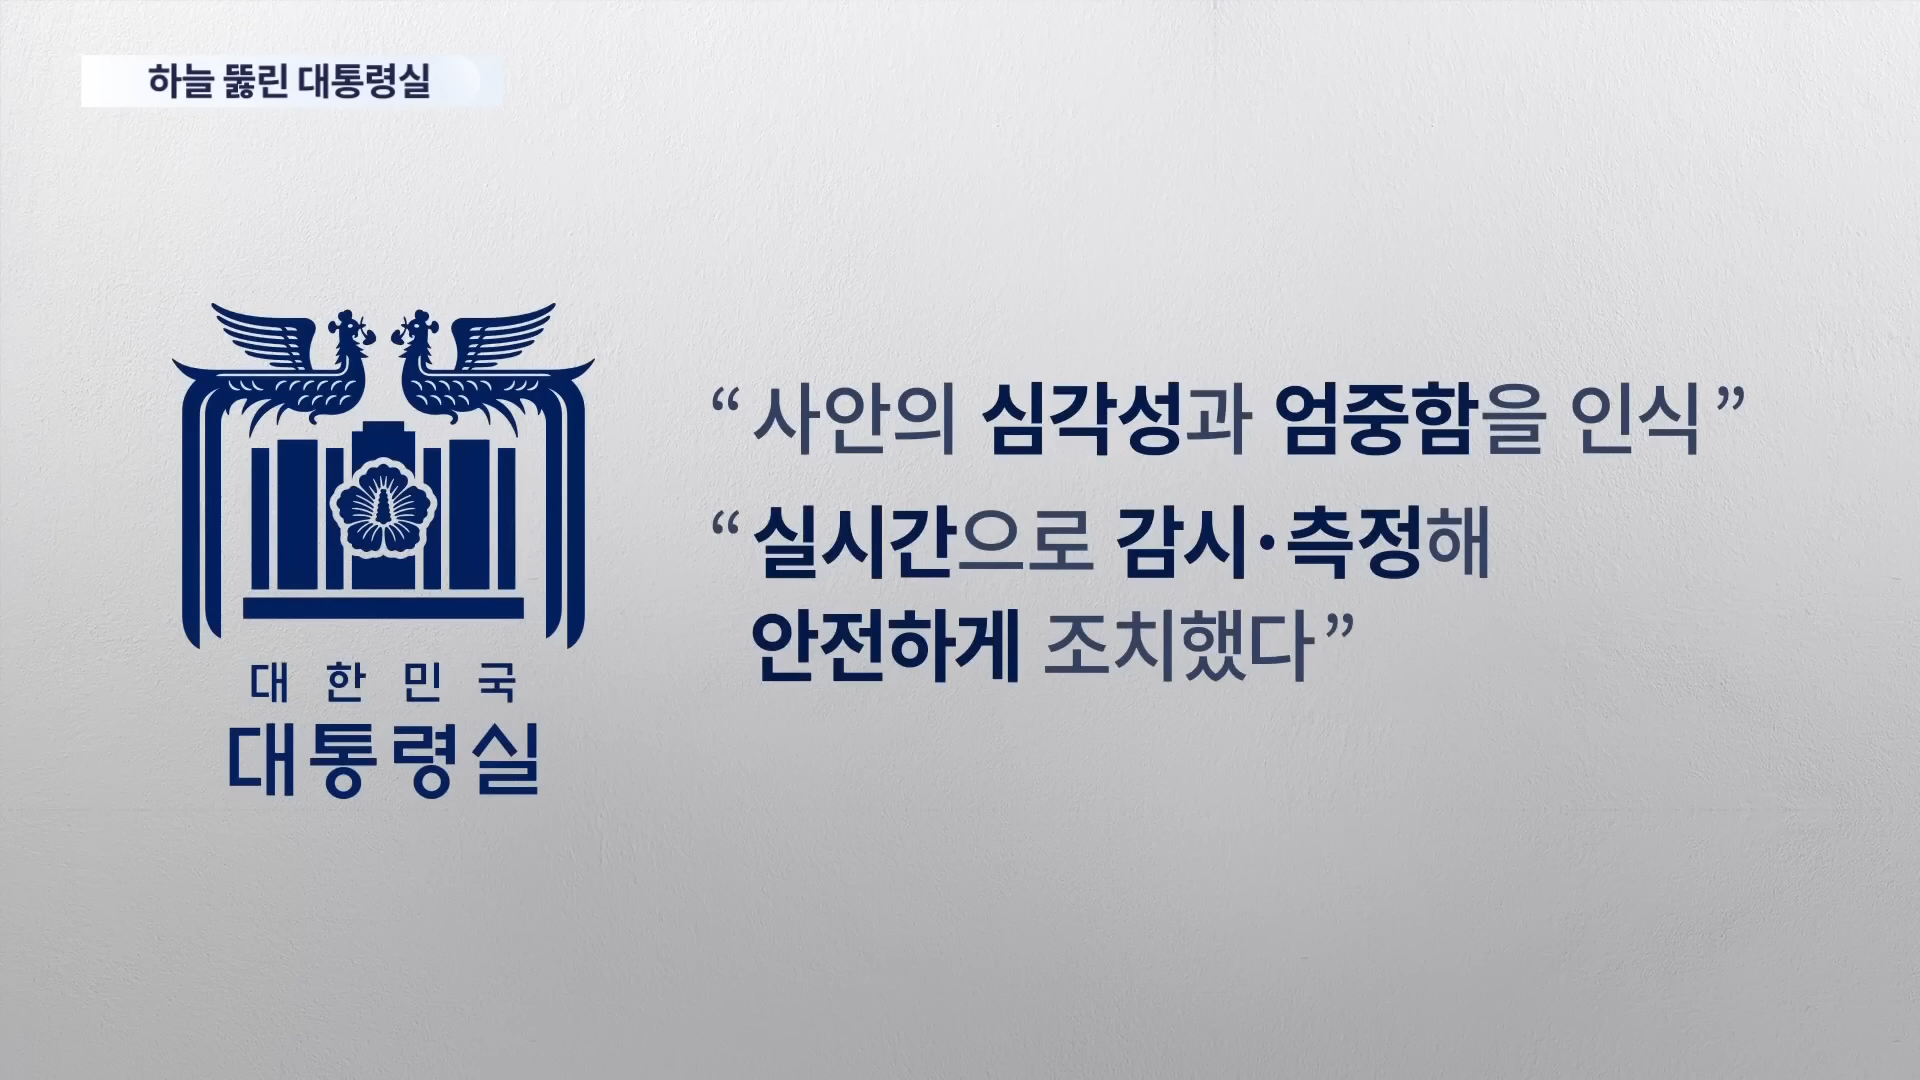 하늘 뚫린 대통령실
“사안의 심각성과 엄중함을 인식”
“실시간으로 감시·측정해
안전하게 조치했다”
대한민국
대통령실